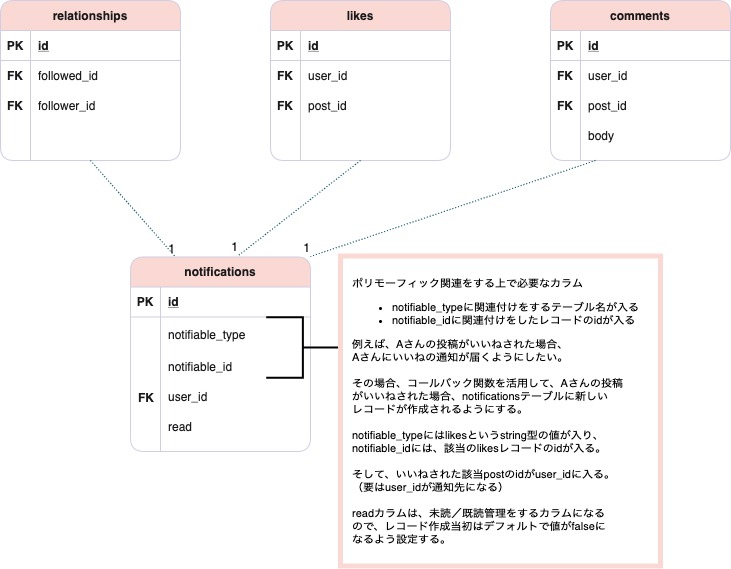 relationships
PK id
FK followed_id
FK follower_id
likes
PK id
FK user_id
FK post_id
comments
PK id
FK user_id
FK post_id
body
1
1
1
notifications
PK id
notifiable_type
notifiable_id
FK user_id
read
ポリモーフィック関連をする上で必要なカラム
• notifiable_typeに関連付けをするテーブル名が入る
• notifiable_idに関連付けをしたレコードのidが入る
例えば、Aさんの投稿がいいねされた場合、
Aさんにいいねの通知が届くようにしたい。
その場合、コールバック関数を活用して、Aさんの投稿
がいいねされた場合、notificationsテーブルに新しい
レコードが作成されるようにする。
notifiable_typeにはlikesというstring型の値が入り、
notifiable_idには、該当のlikesレコードのidが入る。
そして、いいねされた該当postのidがuser_idに入る。
（要はuser_idが通知先になる）
readカラムは、未読／既読管理をするカラムになる
ので、レコード作成当初はデフォルトで値がfalseに
なるよう設定する。